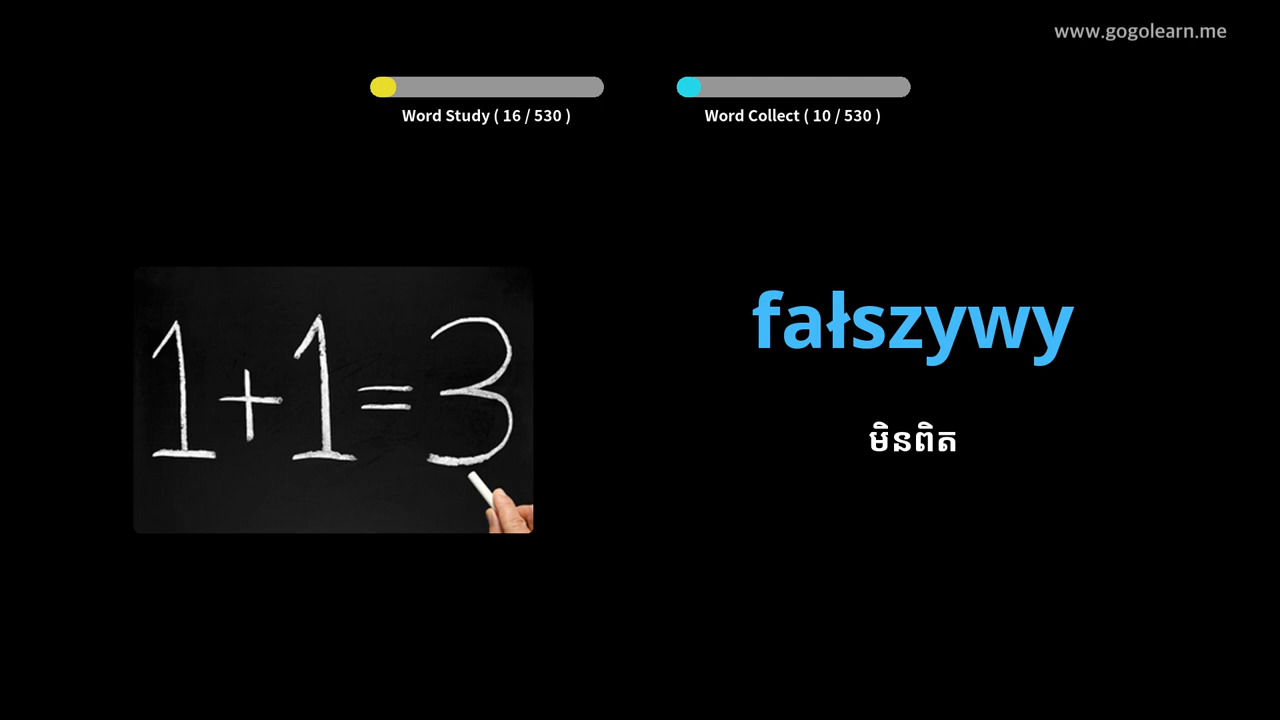 www.gogolearn.me
Word Study ( 16 / 530 )
Word Collect ( 10 / 530 )
1+1=3
fałszywy
មិនពិត